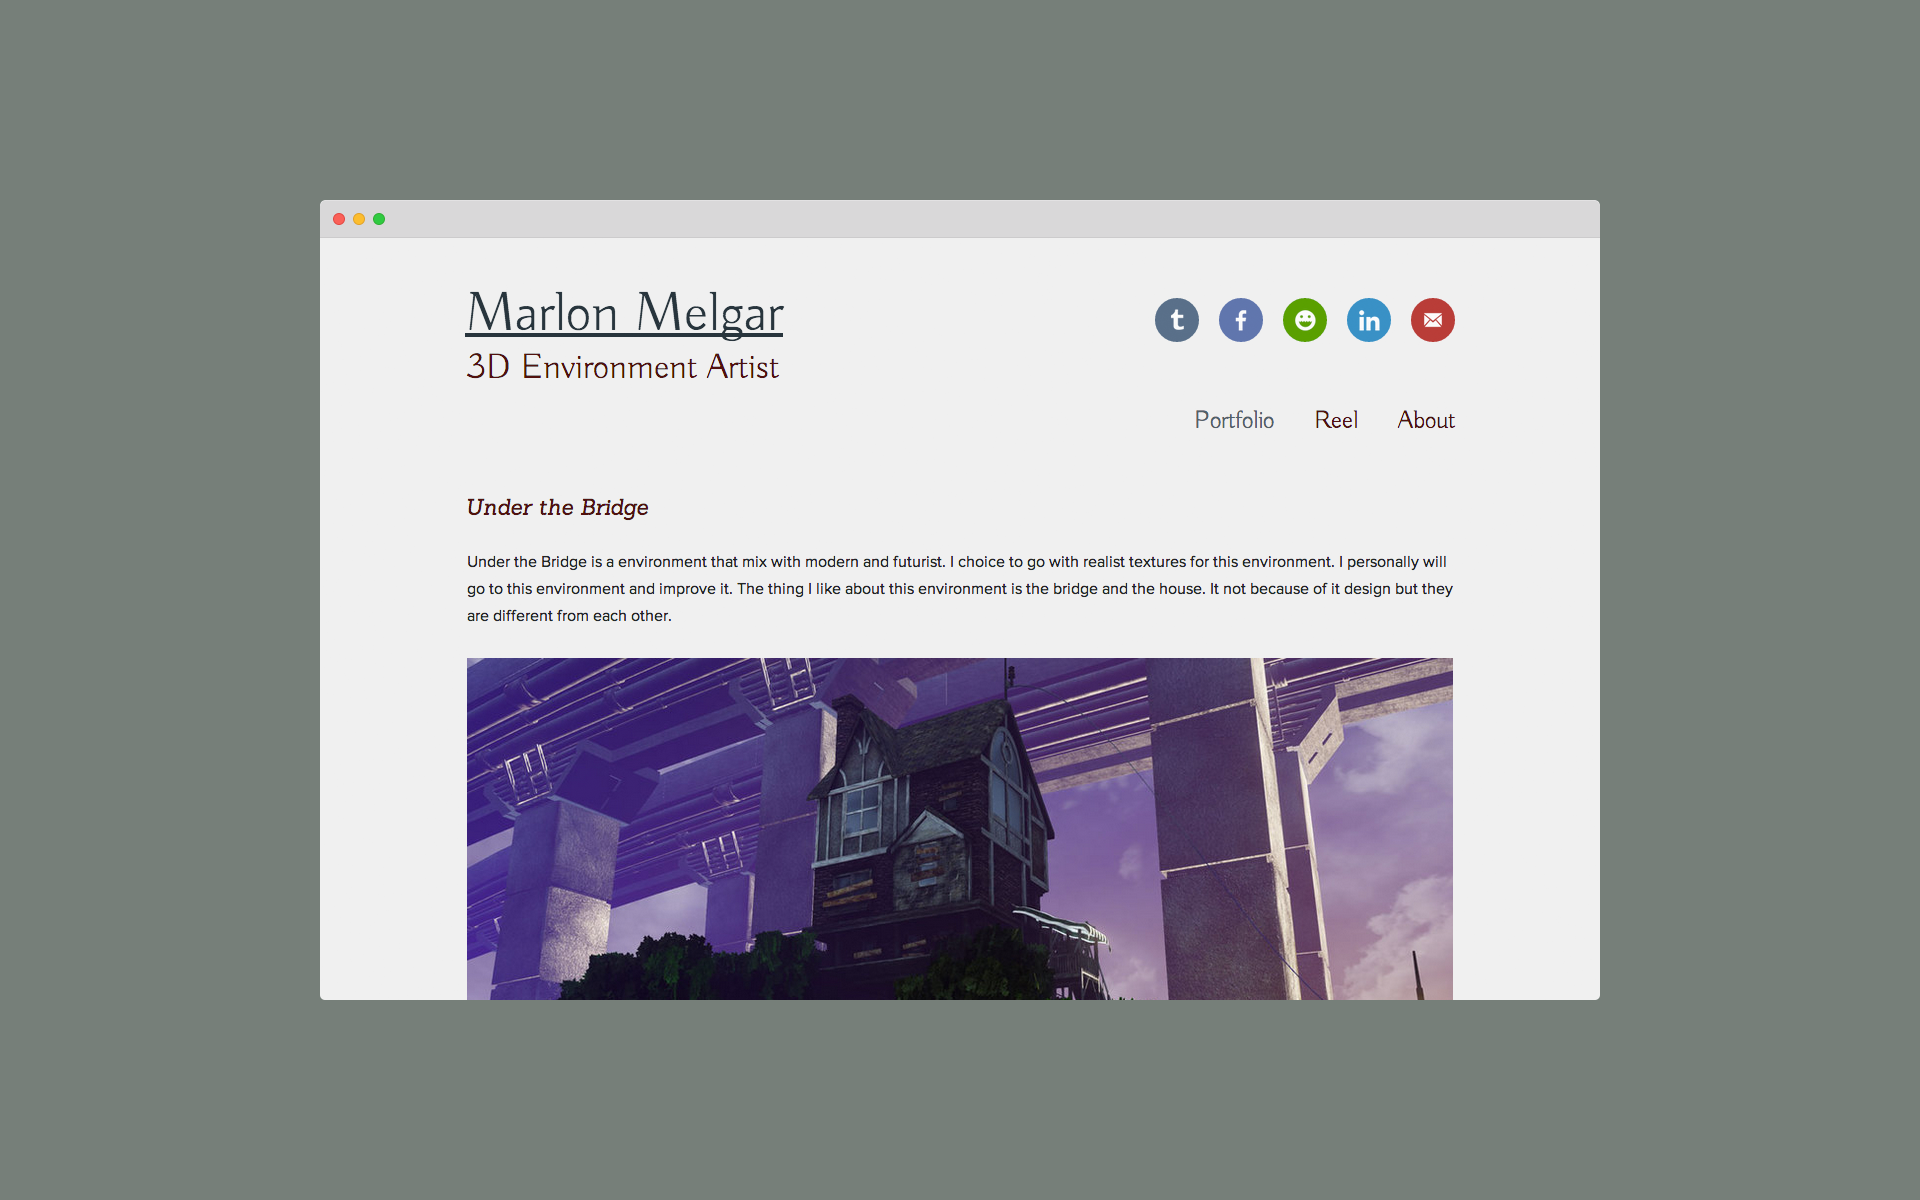 Marlon Melgar
3D Environment Artist
Portfolio Reel About
Under the Bridge
Under the Bridge is a environment that mix with modern and futurist. I choice to go with realist textures for this environment. I personally will
go to this environment and improve it. The thing I like about this environment is the bridge and the house. It not because of it design but they
are different from each other.